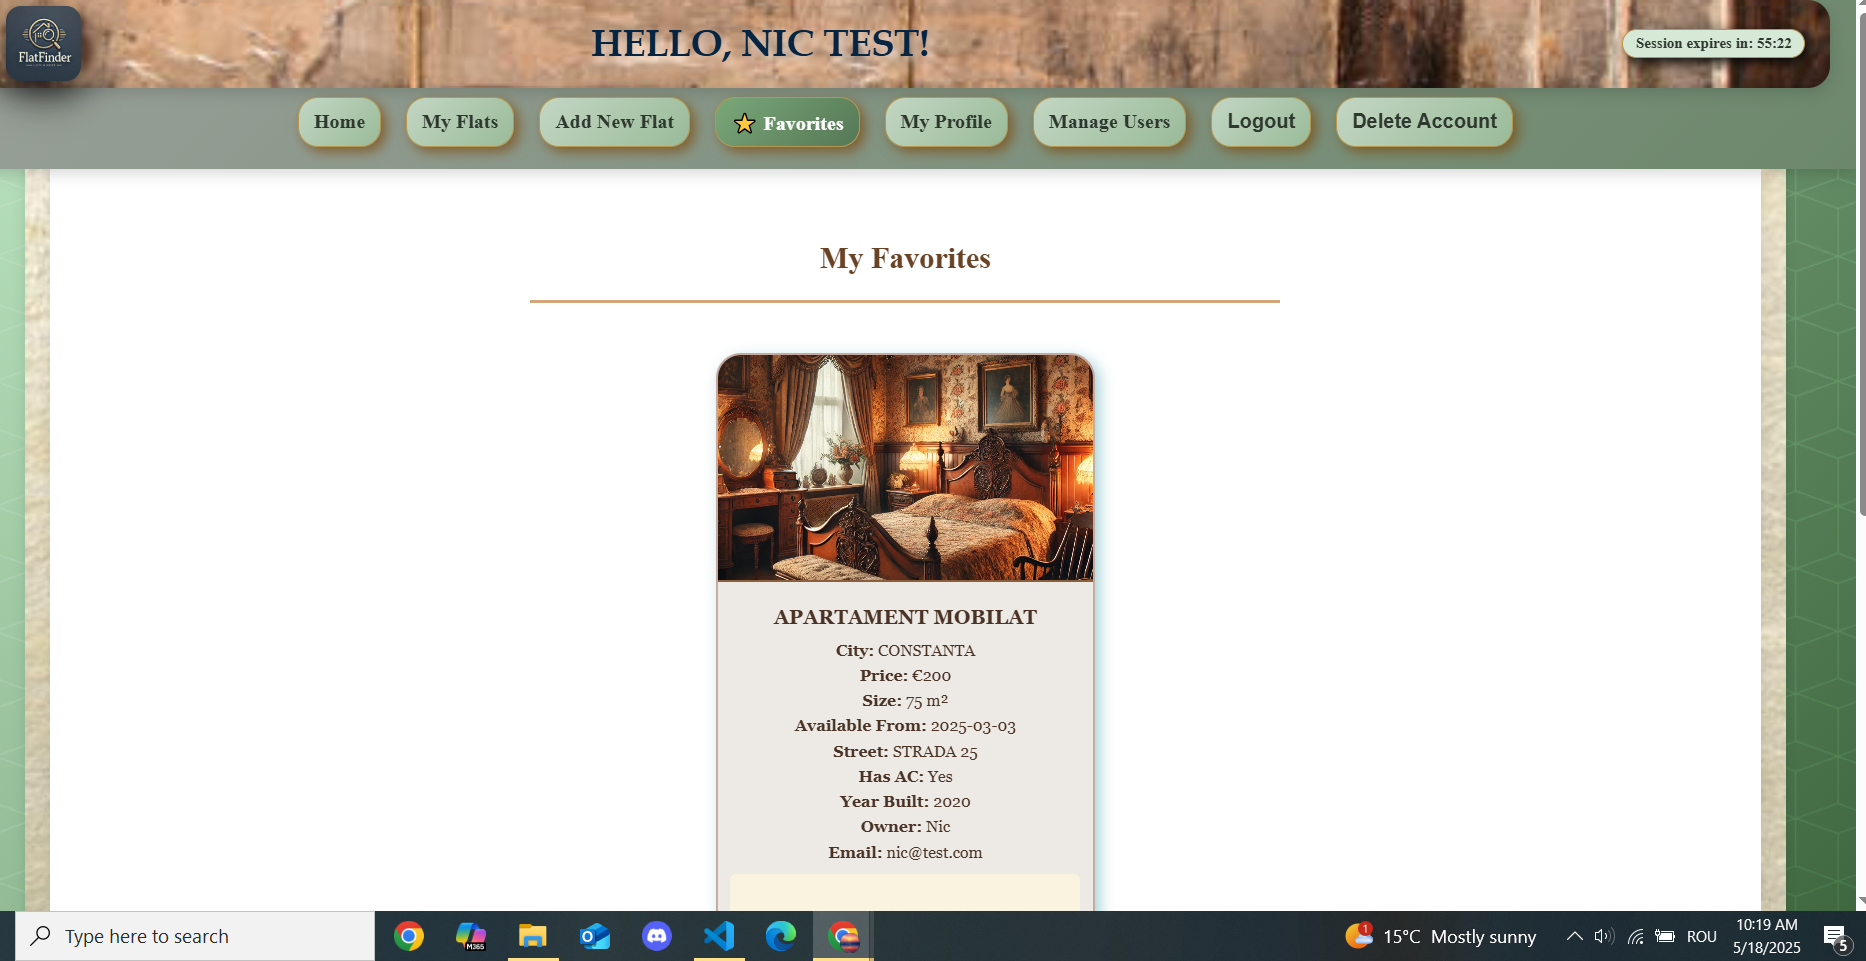 FlatFinder
HELLO, NIC TEST!
Session expires in: 55:22
Home
My Flats
Add New Flat
Favorites
My Profile
Manage Users
Logout
Delete Account
My Favorites
APARTAMENT MOBILAT
City: CONSTANTA
Price: €200
Size: 75 m²
Available From: 2025-03-03
Street: STRADA 25
Has AC: Yes
Year Built: 2020
Owner: Nic
Email: nic@test.com
Type here to search
M365
1
15°C Mostly sunny
ROU
10:19 AM
5/18/2025
5